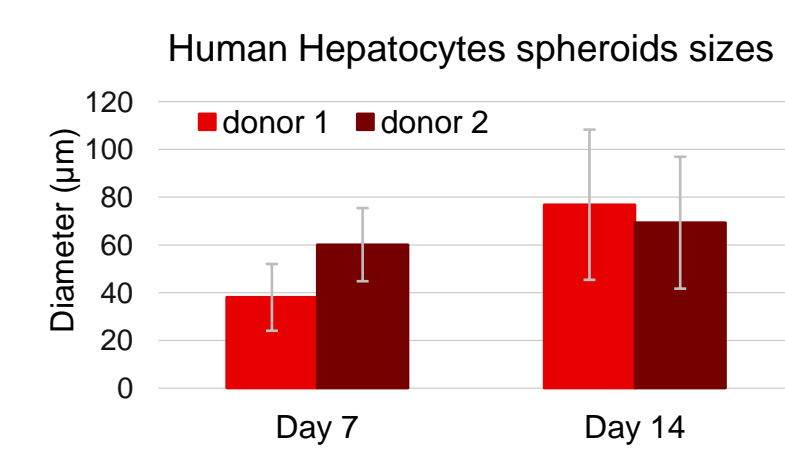 Human Hepatocytes spheroids sizes
donor 1 donor 2
Diameter (µm)
120
100
80
60
40
20
0
Day 7 Day 14